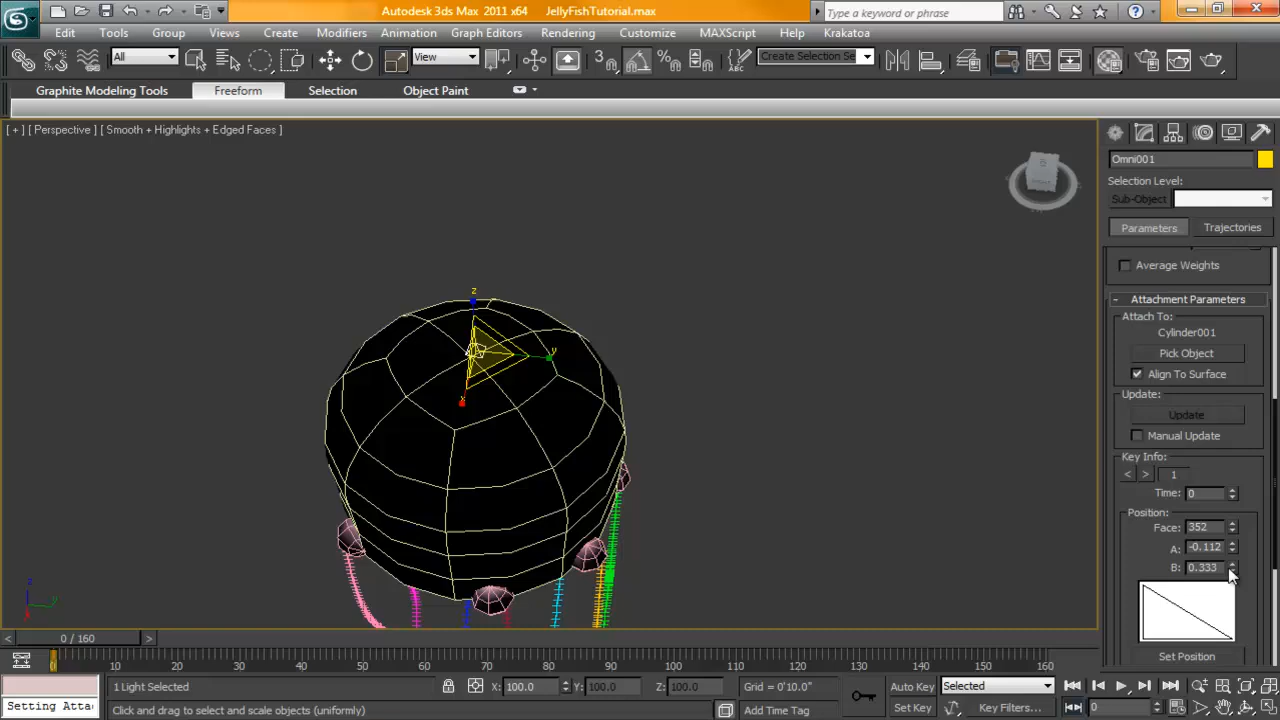 Autodesk 3ds Max 2011 x64 JellyFishTutorial.max
Type a keyword or phrase
Edit Tools Group Views Create Modifiers Animation Graph Editors Rendering Customize MAXScript Help Krakatoa
All View 3 Create Selection Se
Graphite Modeling Tools Freeform Selection Object Paint
[ + ] [ Perspective ] [ Smooth + Highlights + Edged Faces ]
Omni001
Selection Level:
Sub-Object
Parameters Trajectories
Average Weights
- Attachment Parameters
Attach To:
Cylinder001
Pick Object
Align To Surface
Update:
Update
Manual Update
Key Info:
< > 1
Time: 0
Position:
Face: 352
A: -0.112
B: 0.333
Set Position
z
y
x
z
y
< 0 / 160 >
0 10 20 30 40 50 60 70 80 90 100 110 120 130 140 150 160
1 Light Selected X: 100.0 Y: 100.0 Z: 100.0 Grid = 0'10.0" Auto Key Selected
Setting Atta Click and drag to select and scale objects (uniformly) Add Time Tag Set Key Key Filters... 0